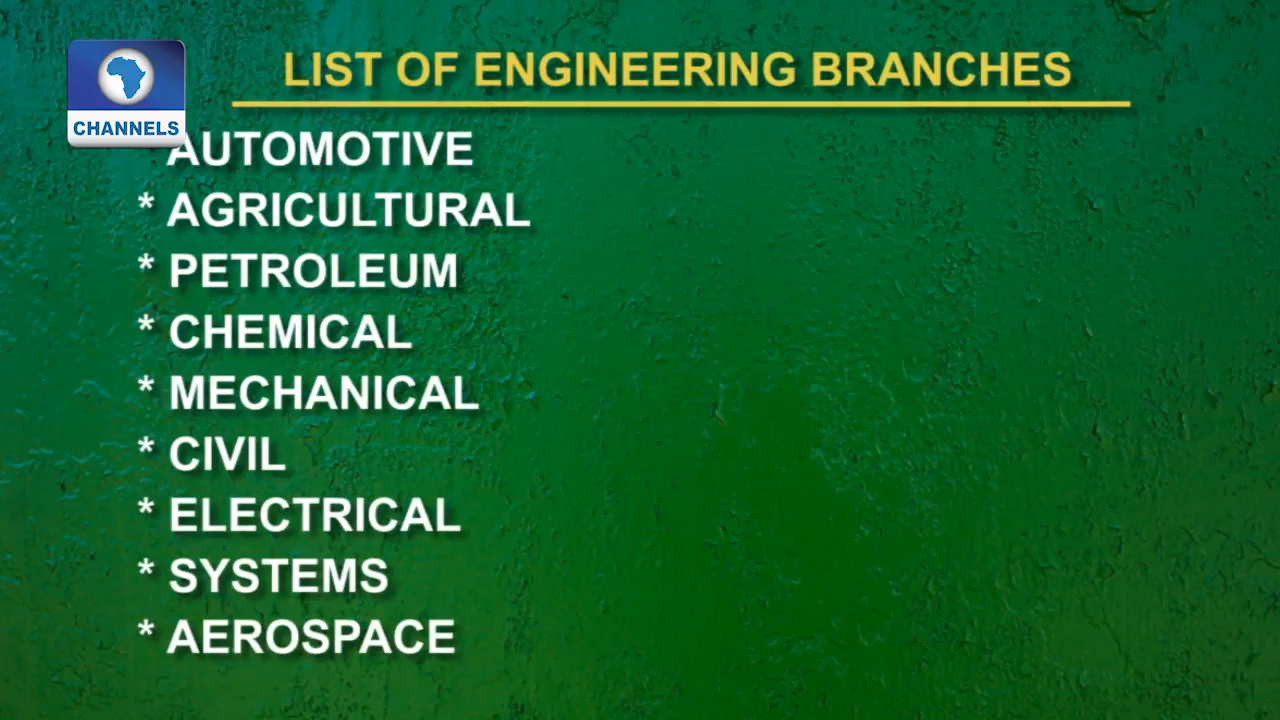 LIST OF ENGINEERING BRANCHES
CHANNELS
AUTOMOTIVE
* AGRICULTURAL
* PETROLEUM
* CHEMICAL
* MECHANICAL
* CIVIL
* ELECTRICAL
* SYSTEMS
* AEROSPACE